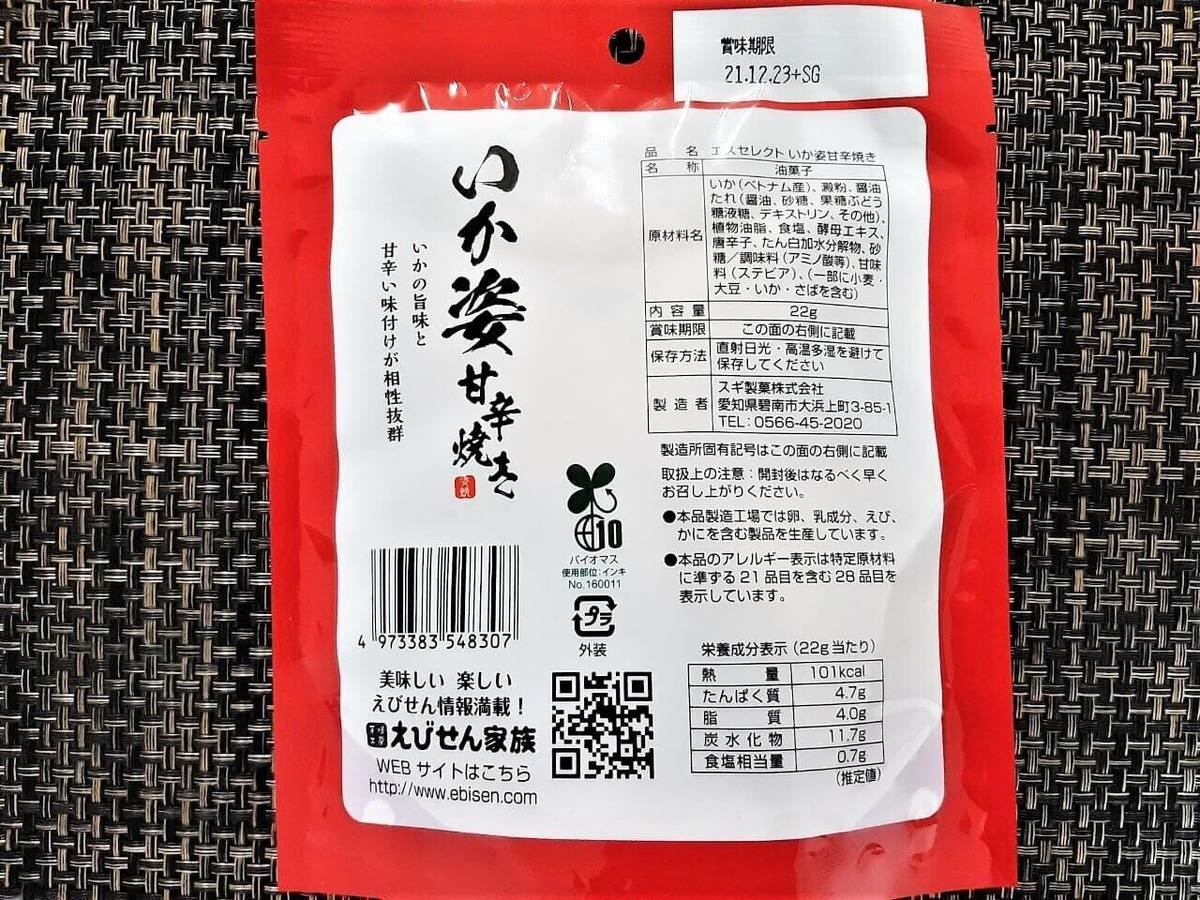 賞味期限
21.12.23+SG
いか姿
甘辛焼き
いかの旨味と
甘辛い味付けが相性抜群
品名 エスセレクト いか姿甘辛焼き
名称 油菓子
原材料名 いか(ベトナム産)、澱粉、醤油
たれ(醤油、砂糖、果糖ぶどう
糖液糖、デキストリン、その他)、
植物油脂、食塩、酵母エキス、
唐辛子、たん白加水分解物、砂
糖/調味料(アミノ酸等)、甘味
料(ステビア)、(一部に小麦・
大豆・いか・さばを含む)
内容量 22g
賞味期限 この面の右側に記載
保存方法 直射日光・高温多湿を避けて
保存してください
製造者 スギ製菓株式会社
愛知県碧南市大浜上町3-85-1
TEL:0566-45-2020
製造所固有記号はこの面の右側に記載
取扱上の注意:開封後はなるべく早く
お召し上がりください。
●本品製造工場では卵、乳成分、えび、
かにを含む製品を生産しています。
●本品のアレルギー表示は特定原材料
に準ずる21品目を含む28品目を
表示しています。
10
バイオマス
使用部位:インキ
No.160011
プラ
外装
4 973383 548307
美味しい 楽しい
えびせん情報満載!
えびせん家族
WEBサイトはこちら
http://www.ebisen.com
栄養成分表示(22g当たり)
熱量 101kcal
たんぱく質 4.7g
脂質 4.0g
炭水化物 11.7g
食塩相当量 0.7g
(推定値)